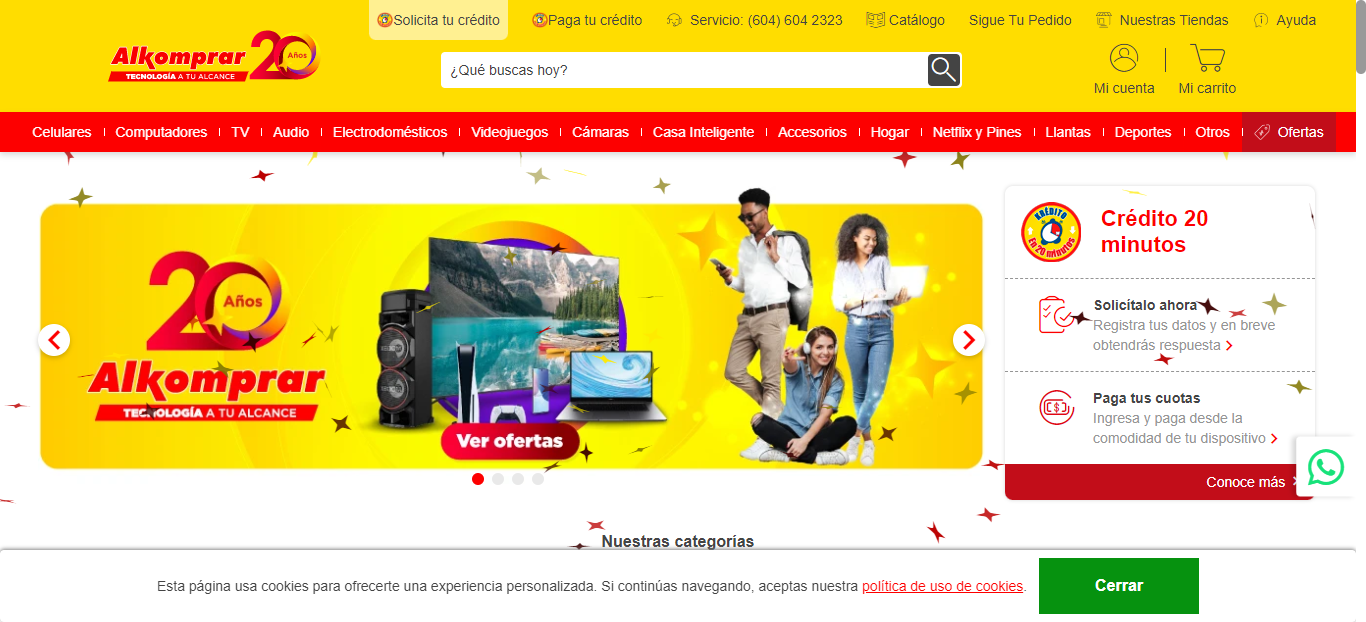 Solicita tu crédito
Paga tu crédito
Servicio: (604) 604 2323
Catálogo
Sigue Tu Pedido
Nuestras Tiendas
Ayuda
Alkomprar 20 Años
TECNOLOGÍA A TU ALCANCE
¿Qué buscas hoy?
Mi cuenta
Mi carrito
Celulares
Computadores
TV
Audio
Electrodomésticos
Videojuegos
Cámaras
Casa Inteligente
Accesorios
Hogar
Netflix y Pines
Llantas
Deportes
Otros
Ofertas
20 Años
Alkomprar
TECNOLOGÍA A TU ALCANCE
Ver ofertas
KRÉDITO
En 20 minutos
Crédito 20
minutos
Solicítalo ahora
Registra tus datos y en breve
obtendrás respuesta
Paga tus cuotas
Ingresa y paga desde la
comodidad de tu dispositivo
Conoce más
Nuestras categorías
Esta página usa cookies para ofrecerte una experiencia personalizada. Si continúas navegando, aceptas nuestra política de uso de cookies.
Cerrar